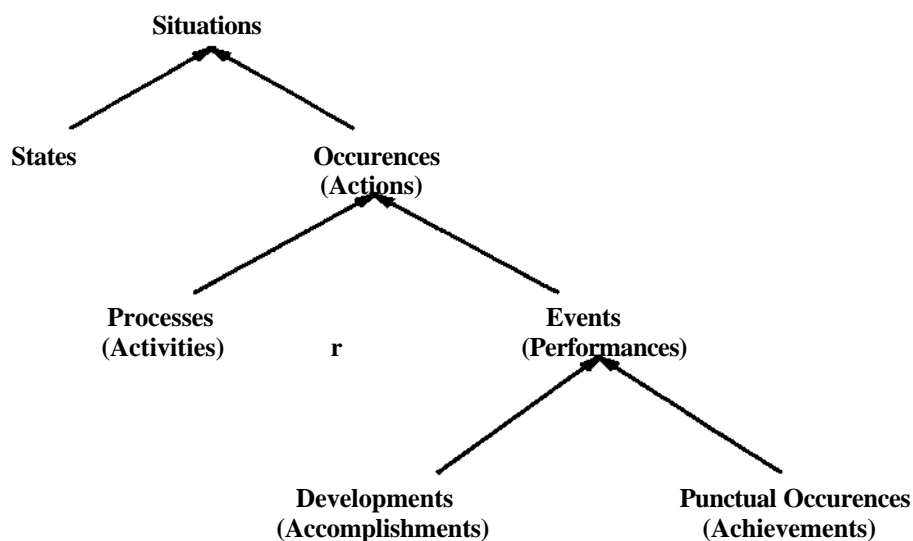 Situations
States
Occurences
(Actions)
Processes
(Activities)
r
Events
(Performances)
Developments
(Accomplishments)
Punctual Occurences
(Achievements)